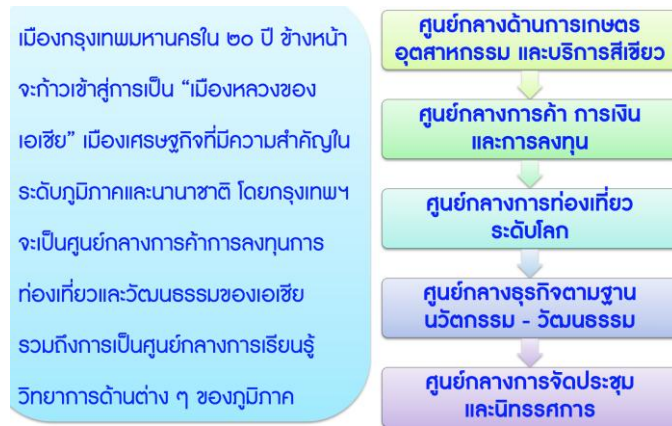 เมืองกรุงเทพมหานครใน ๒๐ ปี ข้างหน้า
จะก้าวเข้าสู่การเป็น “เมืองหลวงของ
เอเชีย” เมืองเศรษฐกิจที่มีความสำคัญใน
ระดับภูมิภาคและนานาชาติ โดยกรุงเทพฯ
จะเป็นศูนย์กลางการค้าการลงทุนการ
ท่องเที่ยวและวัฒนธรรมของเอเชีย
รวมถึงการเป็นศูนย์กลางการเรียนรู้
วิทยาการด้านต่าง ๆ ของภูมิภาค
ศูนย์กลางด้านการเกษตร
อุตสาหกรรม และบริการสีเขียว
ศูนย์กลางการค้า การเงิน
และการลงทุน
ศูนย์กลางการท่องเที่ยว
ระดับโลก
ศูนย์กลางธุรกิจตามฐาน
นวัตกรรม - วัฒนธรรม
ศูนย์กลางการจัดประชุม
และนิทรรศการ